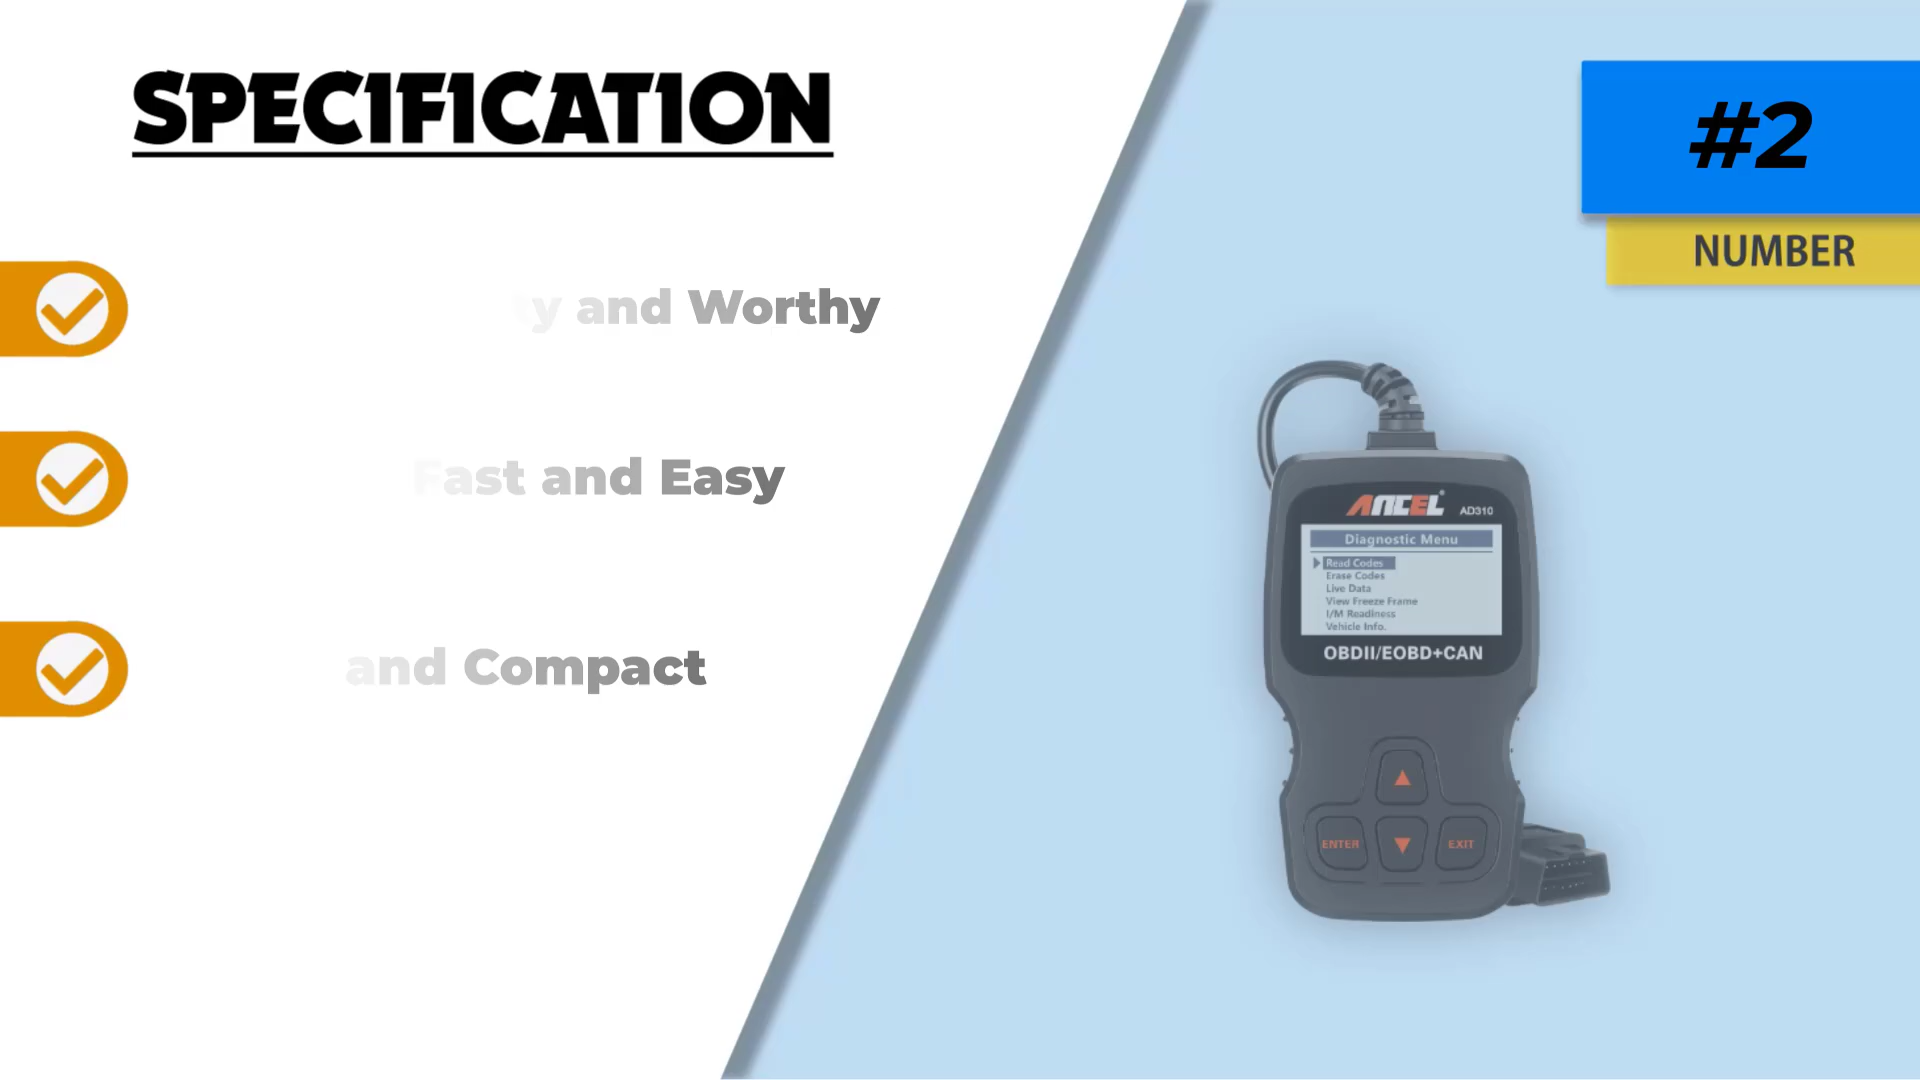 SPECIFICATION
#2
NUMBER
and Worthy
Fast and Easy
and Compact
ANCEL
AD310
Diagnostic Menu
Read Codes
Erase Codes
Live Data
View Freeze Frame
I/M Readiness
Vehicle Info.
OBDII/EOBD+CAN
ENTER
EXIT